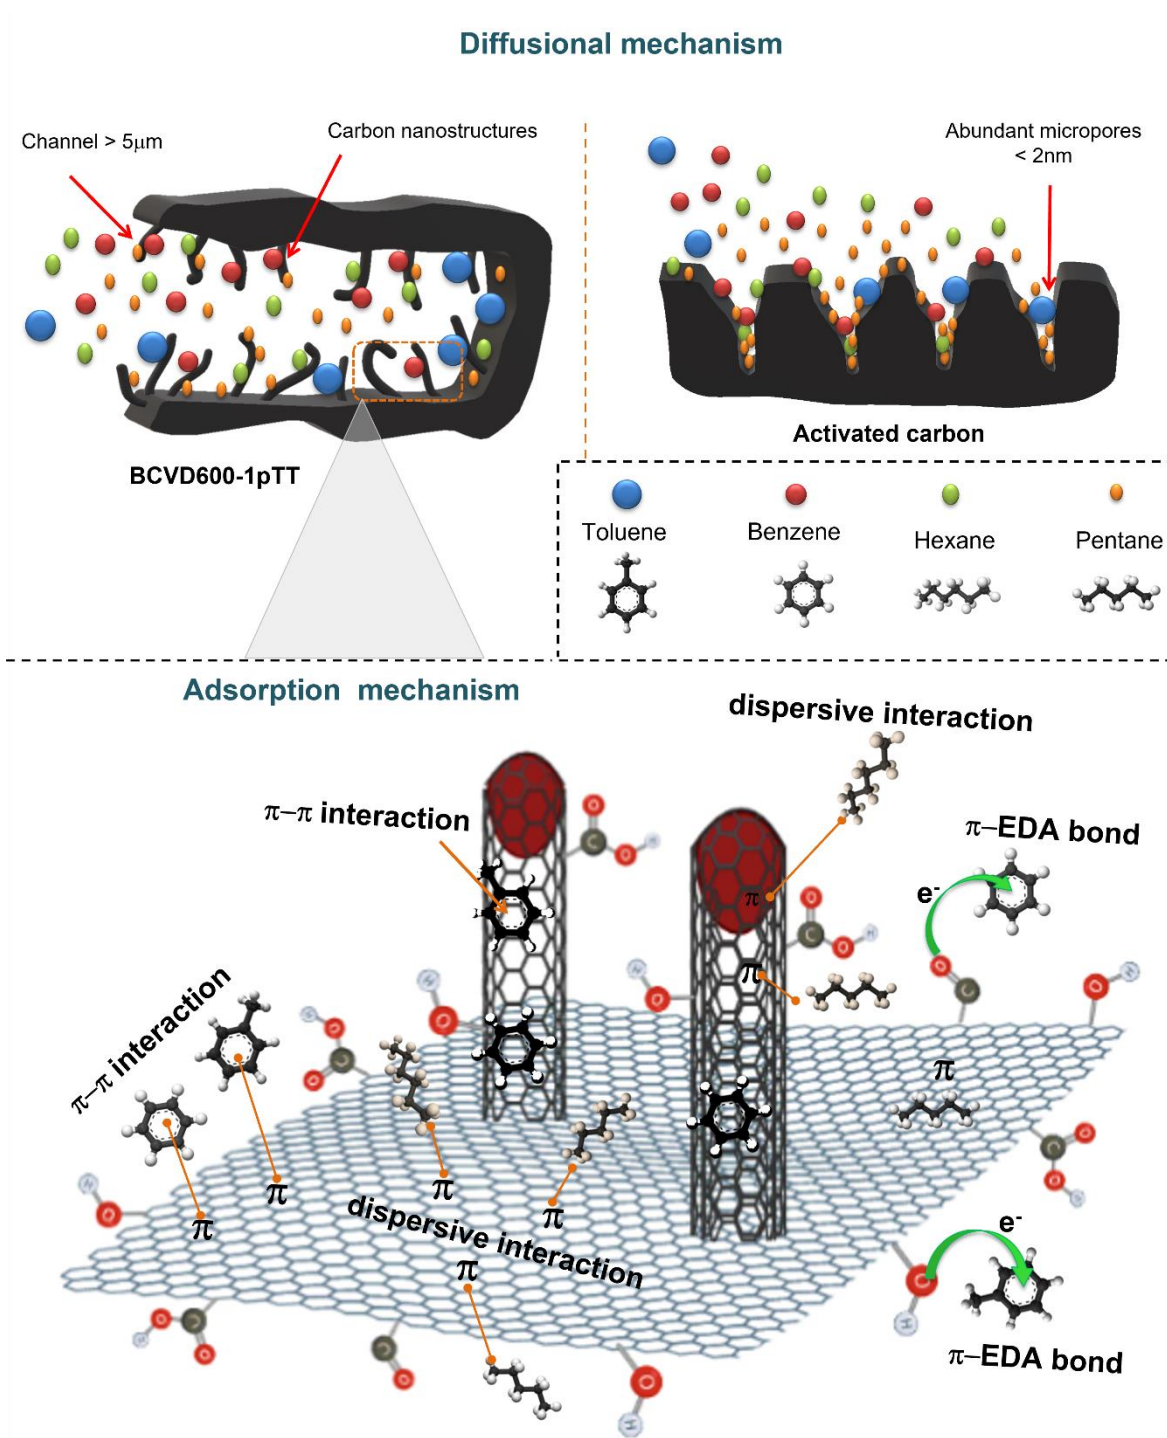 Diffusional mechanism
Channel > 5μm
Carbon nanostructures
Abundant micropores
< 2nm
BCVD600-1pTT
Activated carbon
Toluene
Benzene
Hexane
Pentane
Adsorption mechanism
dispersive interaction
π–π interaction
π–EDA bond
e-
π
π
π–π interaction
π
π
π
π
π
dispersive interaction
π
e-
π–EDA bond
C
O
O
H
C
O
O
H
H
O
H
O
O
C
H
O
H
O
C
O
H
O
C
O
O
H
H
O
C
O
C
O
O
H
O
H